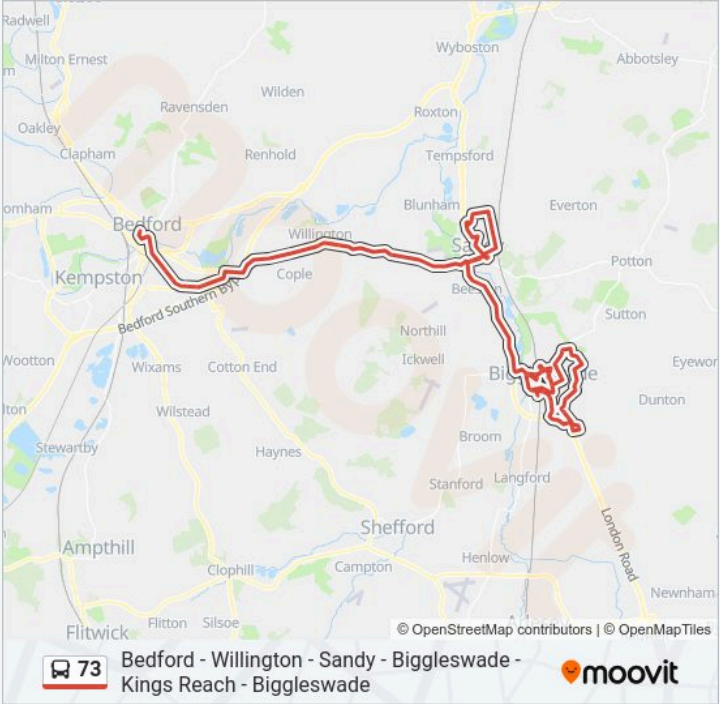 Radwell
Wyboston
Abbotsley
Milton Ernest
Wilden
Ravensden
Roxton
Oakley
Clapham
Renhold
Tempsford
Blunham
Everton
Bedford
Willington
Potton
Kempston
Cople
Bedford Southern Byp
Sutton
Northill
Wootton
Wixams
Cotton End
Ickwell
Eyewor
Dunton
Wilstead
Broom
Stewartby
Haynes
Stanford
Langford
Shefford
London Road
Ampthill
Campton
Henlow
Clophill
Newnham
Flitton
Silsoe
Flitwick
© OpenStreetMap contributors | © OpenMapTiles
73
Bedford - Willington - Sandy - Biggleswade -
Kings Reach - Biggleswade
moovit